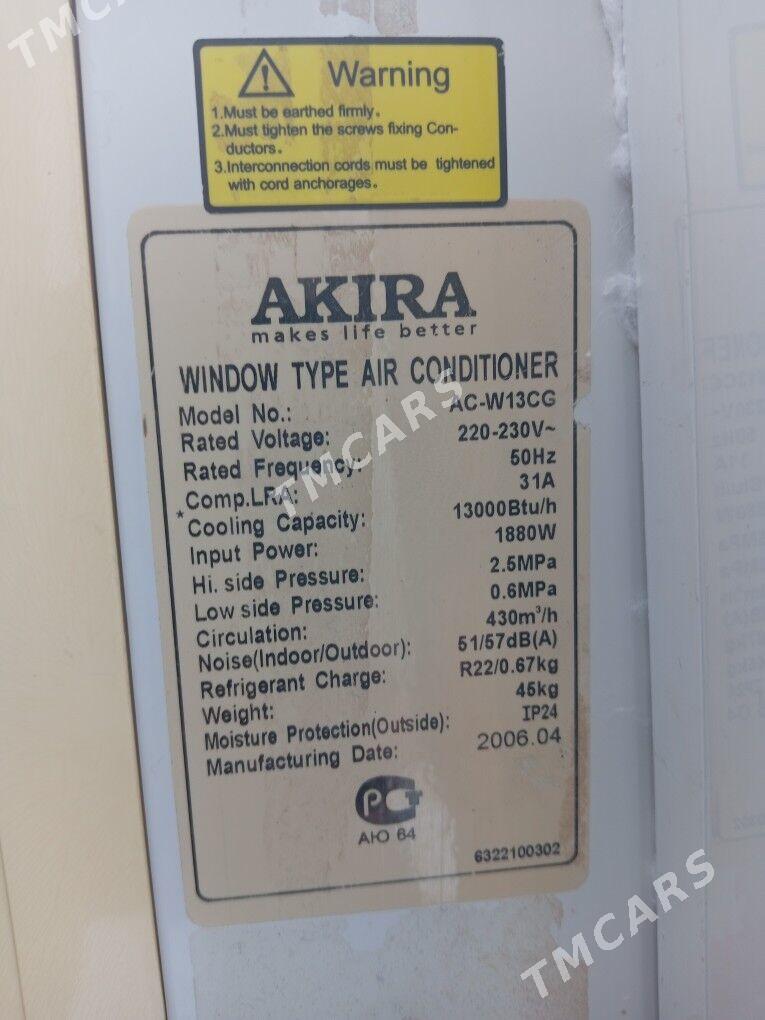 TMCARS
Warning
1.Must be earthed firmly.
2.Must tighten the screws fixing Con-
ductors.
3.Interconnection cords must be tightened
with cord anchorages.
AKIRA
makes life better
WINDOW TYPE AIR CONDITIONER
Model No.: AC-W13CG
Rated Voltage: 220-230V~
Rated Frequency: 50Hz
Comp.LRA: 31A
*Cooling Capacity: 13000Btu/h
Input Power: 1880W
Hi. side Pressure: 2.5MPa
Low side Pressure: 0.6MPa
Circulation: 430m³/h
Noise(Indoor/Outdoor): 51/57dB(A)
Refrigerant Charge: R22/0.67kg
Weight: 45kg
Moisture Protection(Outside): IP24
Manufacturing Date: 2006.04
РСТ
АЮ 64
6322100302
TMCARS
TMCARS